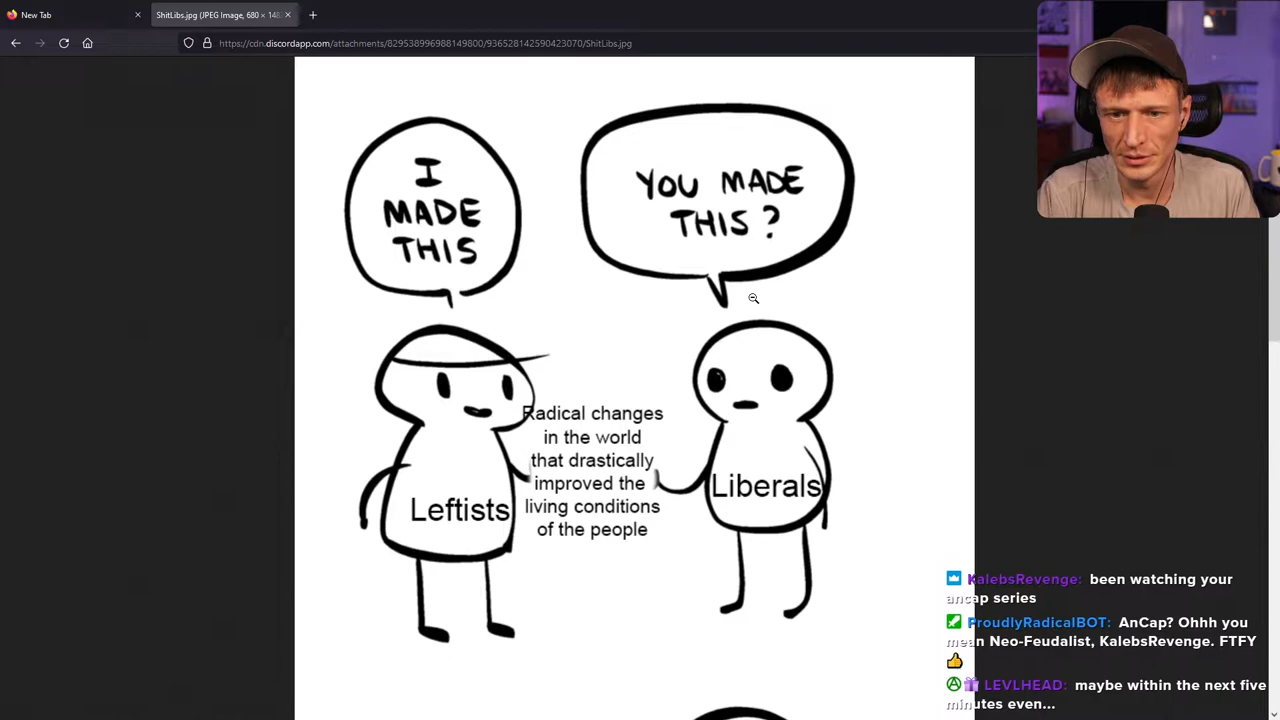 New Tab
ShitLibs.jpg (JPEG Image, 680 × 148
https://cdn.discordapp.com/attachments/829538996988149800/936528142590423070/ShitLibs.jpg
I
MADE
THIS
YOU MADE
THIS?
Radical changes
in the world
that drastically
improved the
living conditions
of the people
Leftists
Liberals
KalebsRevenge: been watching your
ancap series
ProudlyRadicalBOT: AnCap? Ohhh you
mean Neo-Feudalist, KalebsRevenge. FTFY
👍
LEVLHEAD: maybe within the next five
minutes even...